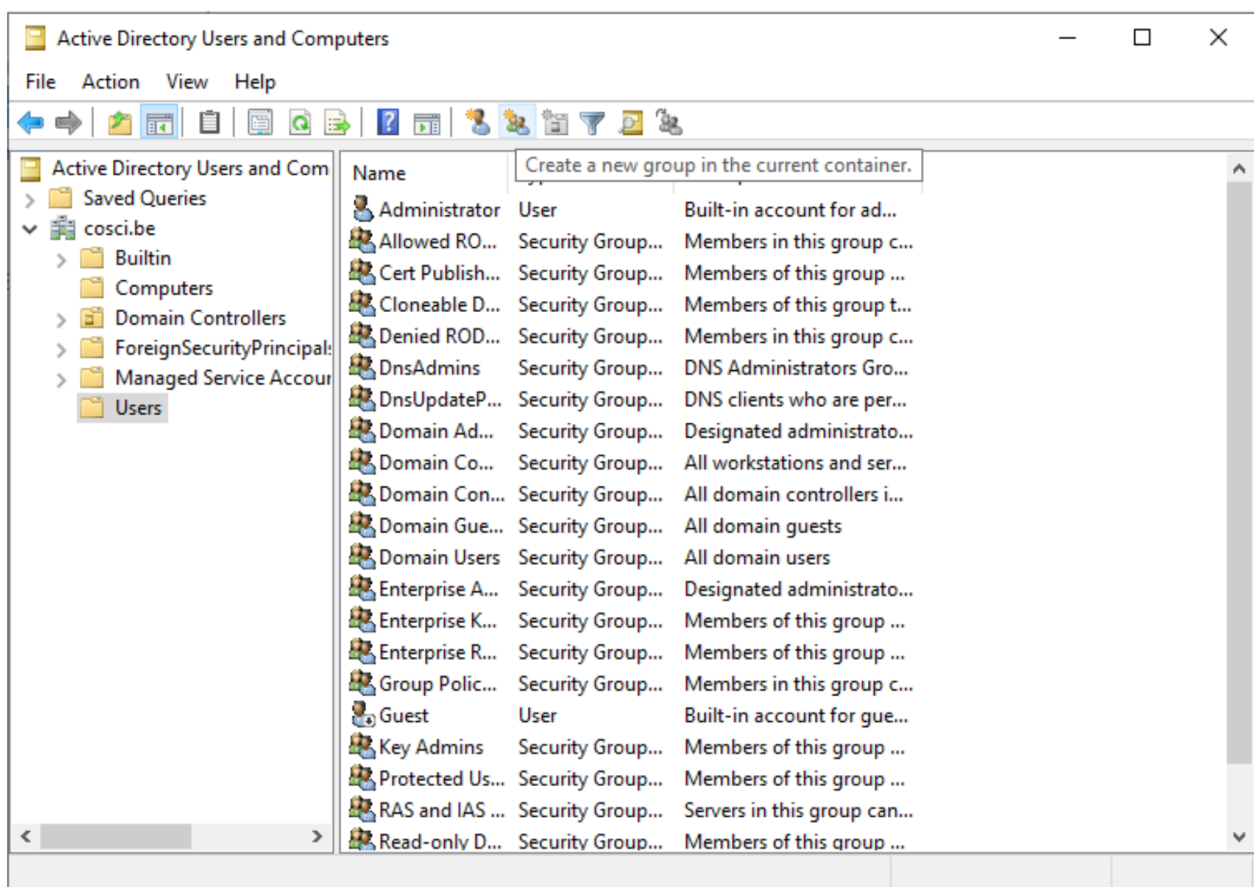 Active Directory Users and Computers
File Action View Help
Create a new group in the current container.
Active Directory Users and Com
Saved Queries
cosci.be
Builtin
Computers
Domain Controllers
ForeignSecurityPrincipal
Managed Service Accour
Users
Name
Administrator User Built-in account for ad...
Allowed RO... Security Group... Members in this group c...
Cert Publish... Security Group... Members of this group ...
Cloneable D... Security Group... Members of this group t...
Denied ROD... Security Group... Members in this group c...
DnsAdmins Security Group... DNS Administrators Gro...
DnsUpdateP... Security Group... DNS clients who are per...
Domain Ad... Security Group... Designated administrato...
Domain Co... Security Group... All workstations and ser...
Domain Con... Security Group... All domain controllers i...
Domain Gue... Security Group... All domain guests
Domain Users Security Group... All domain users
Enterprise A... Security Group... Designated administrato...
Enterprise K... Security Group... Members of this group ...
Enterprise R... Security Group... Members of this group ...
Group Polic... Security Group... Members in this group c...
Guest User Built-in account for gue...
Key Admins Security Group... Members of this group ...
Protected Us... Security Group... Members of this group ...
RAS and IAS ... Security Group... Servers in this group can...
Read-only D... Security Group... Members of this group ...